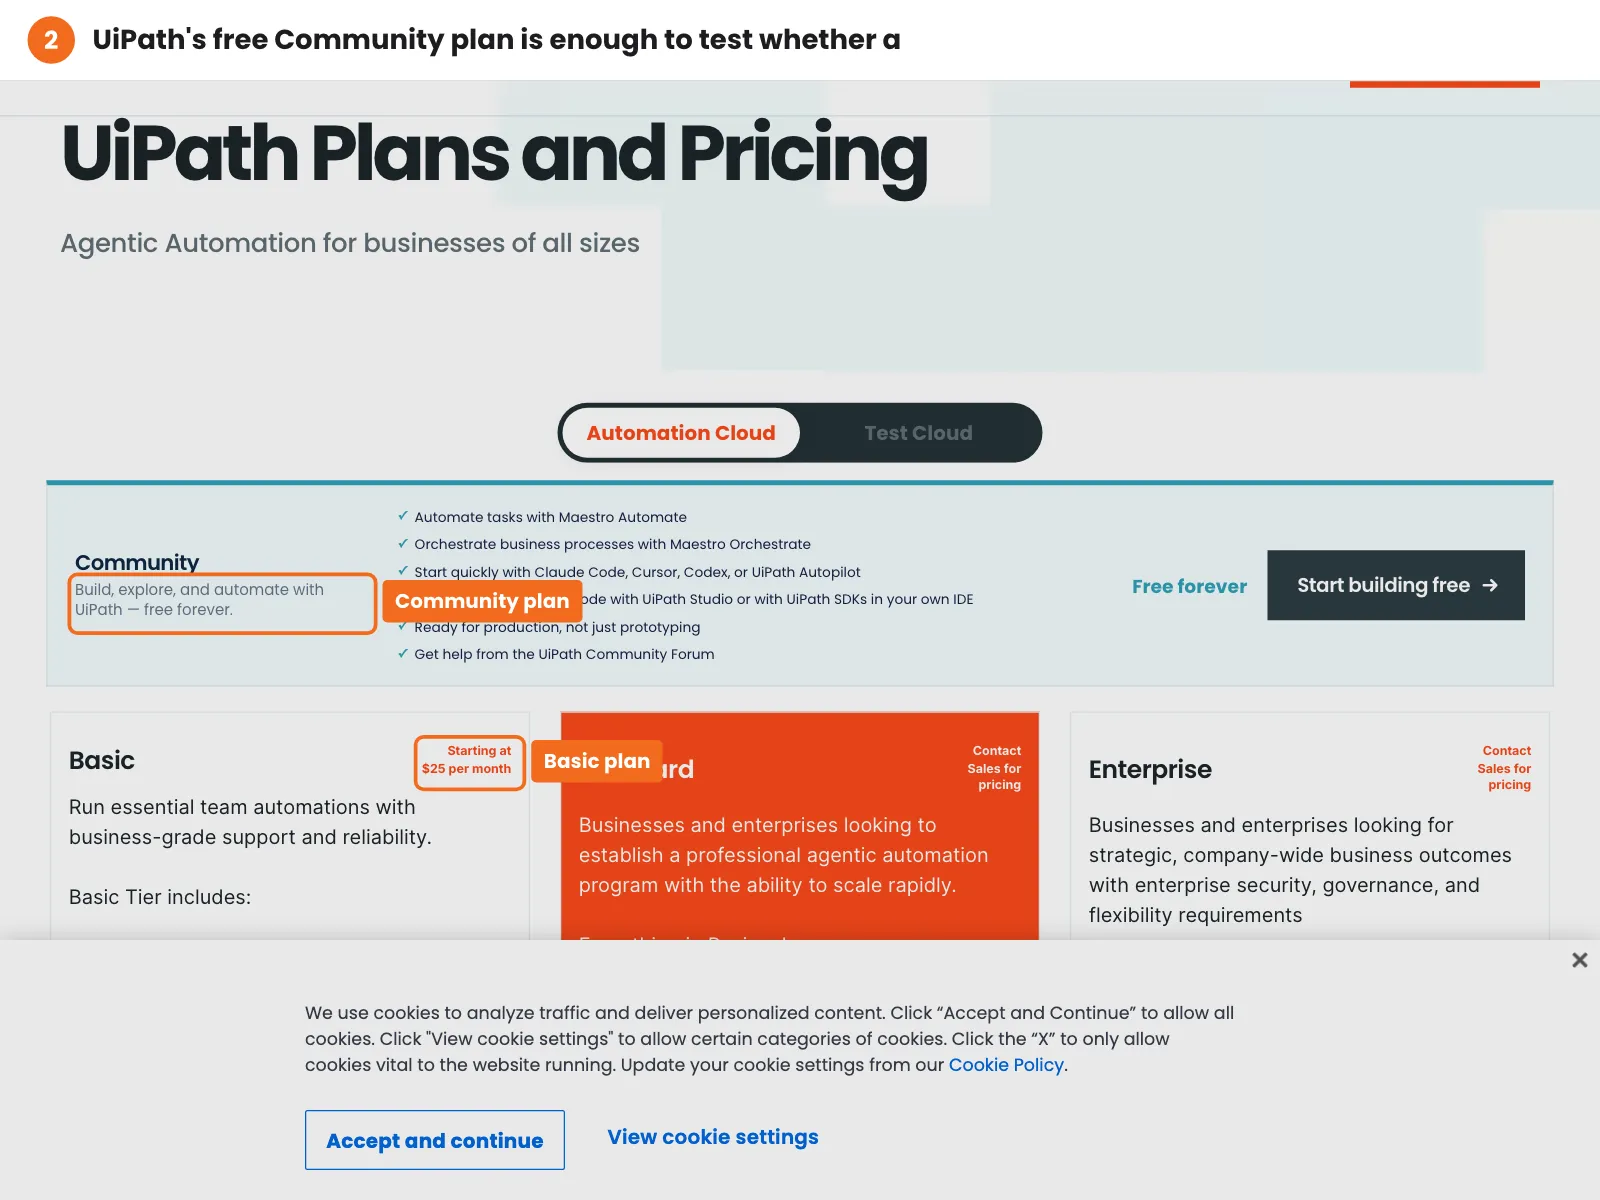 2 UiPath's free Community plan is enough to test whether a
UiPath Plans and Pricing
Agentic Automation for businesses of all sizes
Automation Cloud
Test Cloud
Community
Build, explore, and automate with
UiPath — free forever.
Community plan
✓ Automate tasks with Maestro Automate
✓ Orchestrate business processes with Maestro Orchestrate
✓ Start quickly with Claude Code, Cursor, Codex, or UiPath Autopilot
with UiPath Studio or with UiPath SDKs in your own IDE
✓ Ready for production, not just prototyping
✓ Get help from the UiPath Community Forum
Free forever
Start building free →
Basic
Starting at
$25 per month
Basic plan
Run essential team automations with
business-grade support and reliability.
Basic Tier includes:
Contact
Sales for
pricing
Businesses and enterprises looking to
establish a professional agentic automation
program with the ability to scale rapidly.
Enterprise
Contact
Sales for
pricing
Businesses and enterprises looking for
strategic, company-wide business outcomes
with enterprise security, governance, and
flexibility requirements
We use cookies to analyze traffic and deliver personalized content. Click “Accept and Continue” to allow all
cookies. Click "View cookie settings" to allow certain categories of cookies. Click the “X” to only allow
cookies vital to the website running. Update your cookie settings from our Cookie Policy.
Accept and continue
View cookie settings